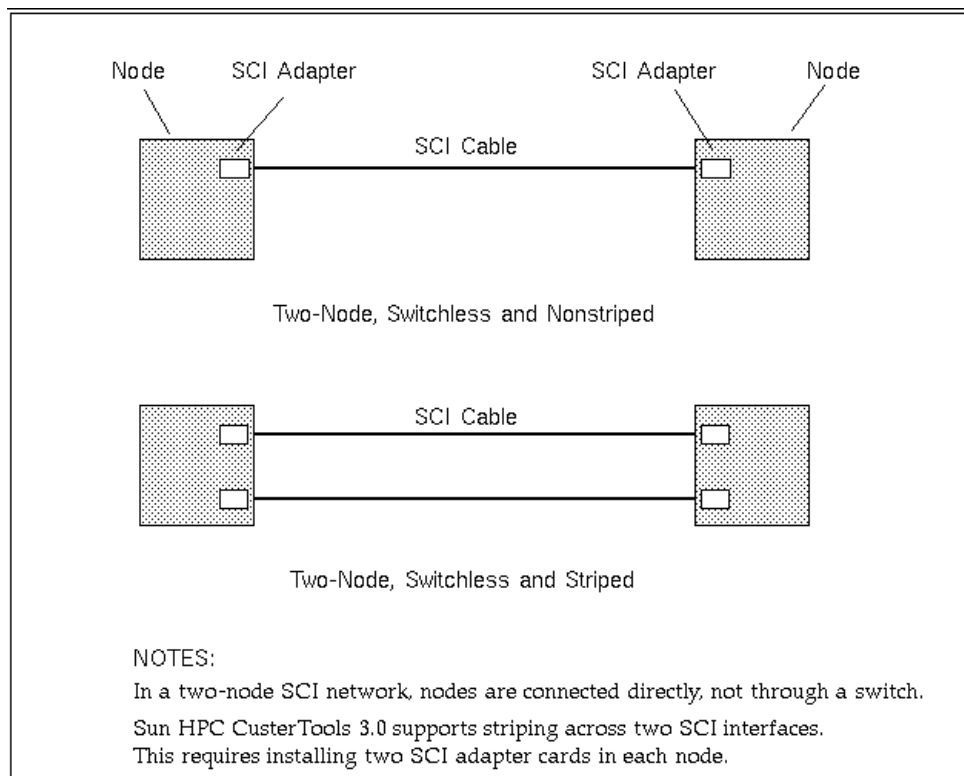 Node SCI Adapter SCI Adapter Node
SCI Cable
Two-Node, Switchless and Nonstriped
SCI Cable
Two-Node, Switchless and Striped
NOTES:
In a two-node SCI network, nodes are connected directly, not through a switch.
Sun HPC CusterTools 3.0 supports striping across two SCI interfaces.
This requires installing two SCI adapter cards in each node.